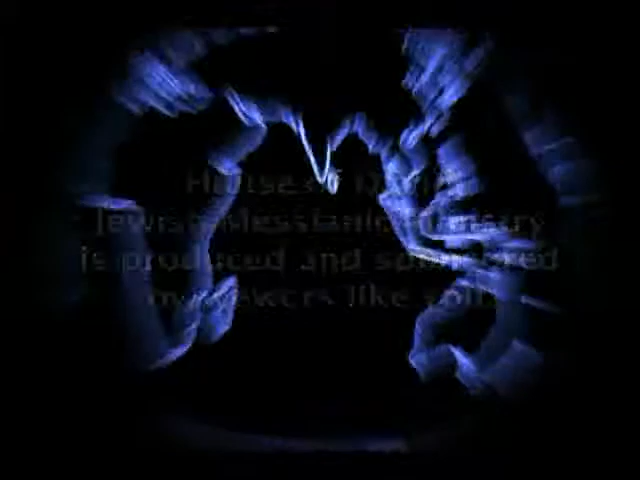 House of David
Jewish Messianic Ministry
is produced and sponsored
by viewers like you.